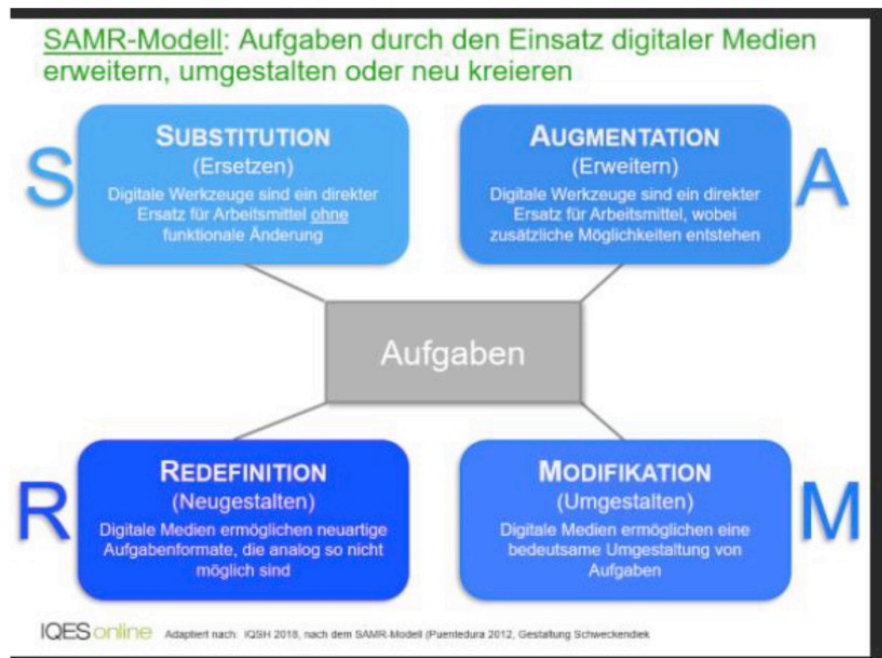 SAMR-Modell: Aufgaben durch den Einsatz digitaler Medien
erweitern, umgestalten oder neu kreieren
S
SUBSTITUTION
(Ersetzen)
Digitale Werkzeuge sind ein direkter
Ersatz für Arbeitsmittel ohne
funktionale Änderung
AUGMENTATION
(Erweitern)
Digitale Werkzeuge sind ein direkter
Ersatz für Arbeitsmittel, wobei
zusätzliche Möglichkeiten entstehen
A
Aufgaben
R
REDEFINITION
(Neugestalten)
Digitale Medien ermöglichen neuartige
Aufgabenformate, die analog so nicht
möglich sind
MODIFIKATION
(Umgestalten)
Digitale Medien ermöglichen eine
bedeutsame Umgestaltung von
Aufgaben
M
IQES online Adaptiert nach: IQSH 2018, nach dem SAMR-Modell (Puentedura 2012, Gestaltung Schweckendiek